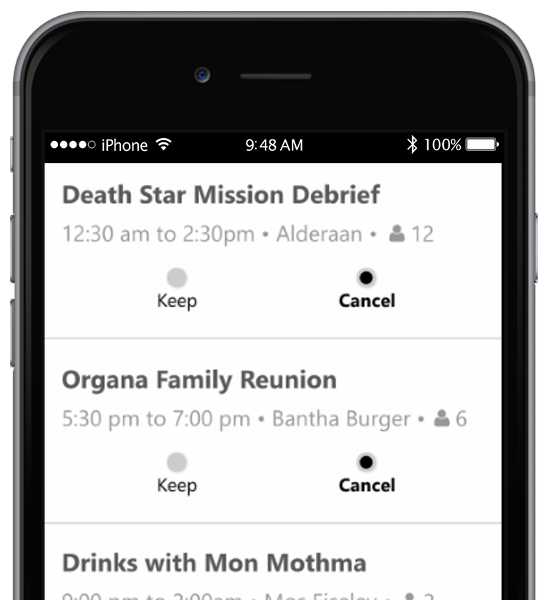 iPhone 9:48 AM 100%
Death Star Mission Debrief
12:30 am to 2:30pm • Alderaan • 12
Keep Cancel
Organa Family Reunion
5:30 pm to 7:00 pm • Bantha Burger • 6
Keep Cancel
Drinks with Mon Mothma